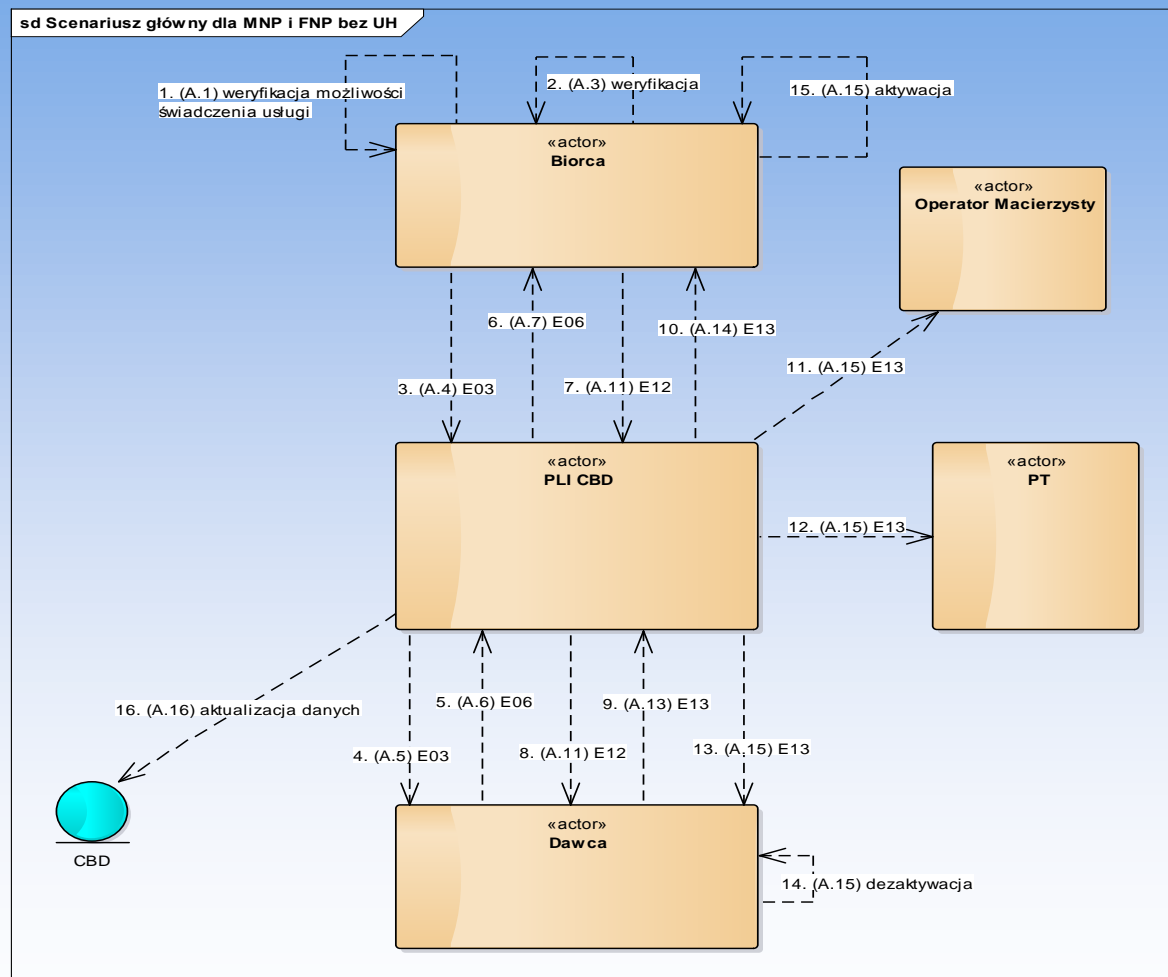 sd Scenariusz główny dla MNP i FNP bez UH
1. (A.1) weryfikacja możliwości
świadczenia usługi
2. (A.3) weryfikacja
15. (A.15) aktywacja
«actor»
Biorca
«actor»
Operator Macierzysty
6. (A.7) E06
10. (A.14) E13
3. (A.4) E03
7. (A.11) E12
11. (A.15) E13
«actor»
PLI CBD
«actor»
PT
12. (A.15) E13
16. (A.16) aktualizacja danych
5. (A.6) E06
9. (A.13) E13
4. (A.5) E03
8. (A.11) E12
13. (A.15) E13
«actor»
Dawca
CBD
14. (A.15) dezaktywacja